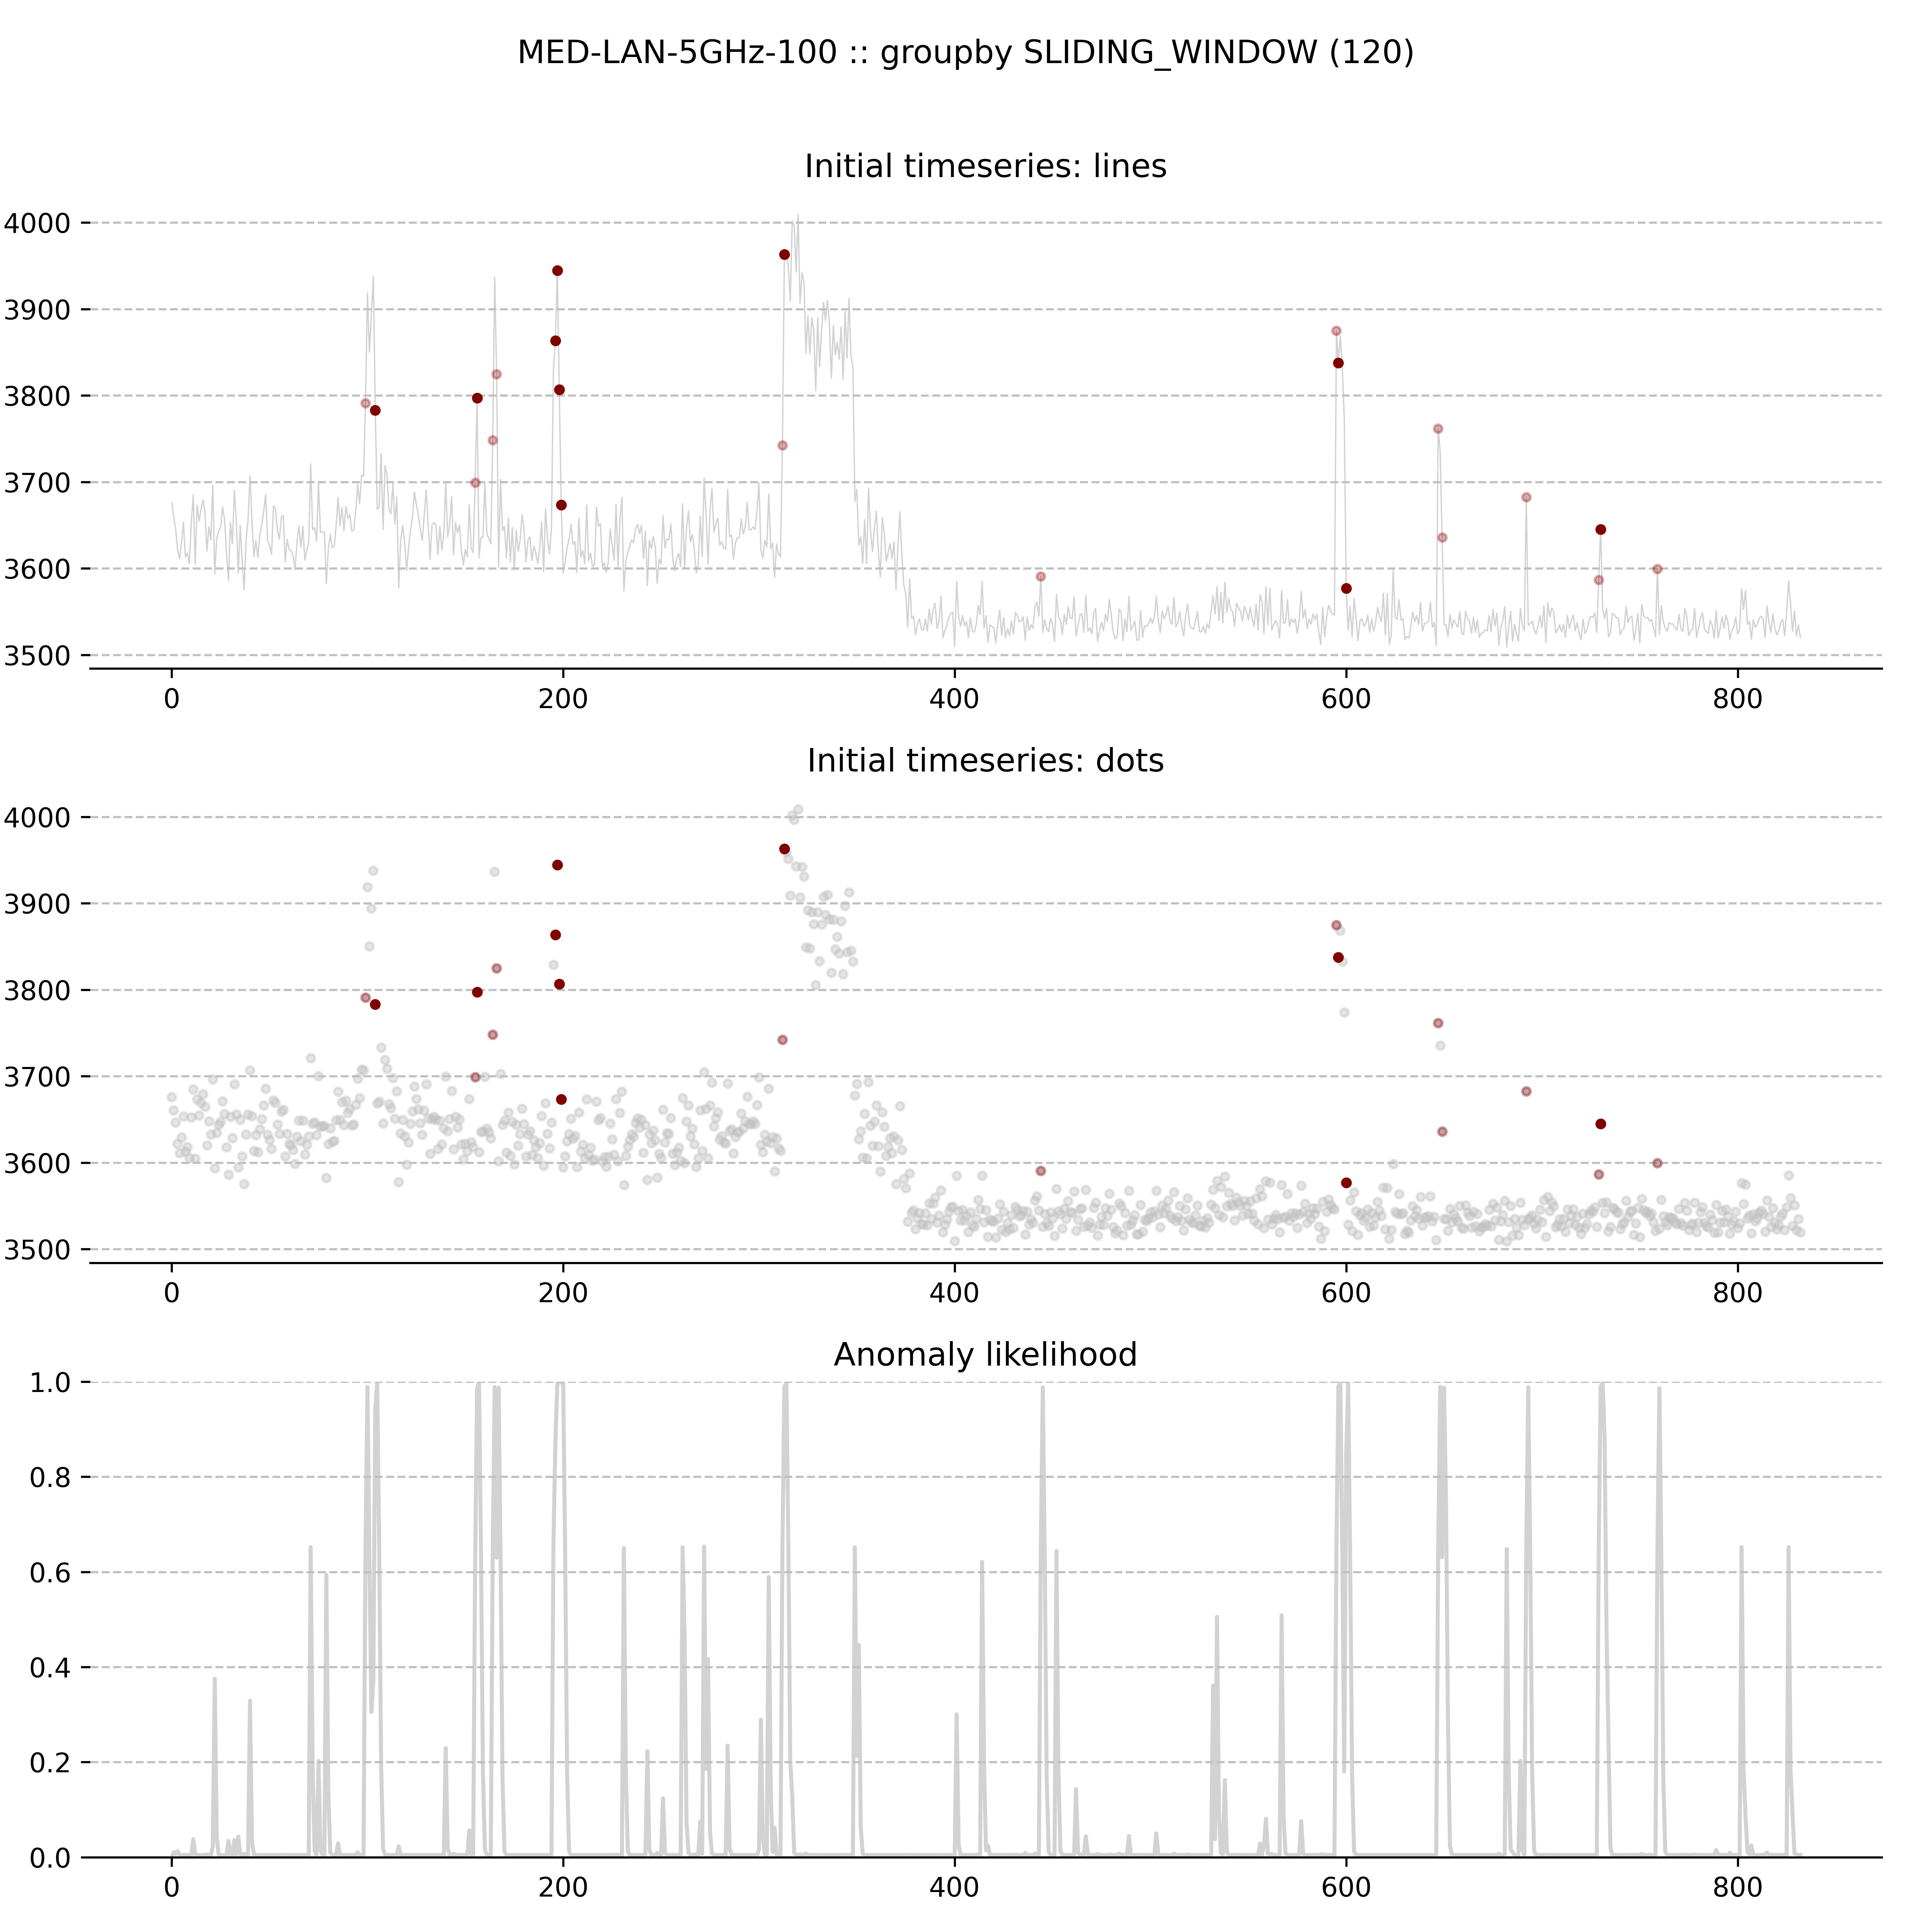 MED-LAN-5GHz-100 :: groupby SLIDING_WINDOW (120)
Initial timeseries: lines
4000
3900
3800
3700
3600
3500
0 200 400 600 800
Initial timeseries: dots
4000
3900
3800
3700
3600
3500
0 200 400 600 800
Anomaly likelihood
1.0
0.8
0.6
0.4
0.2
0.0
0 200 400 600 800